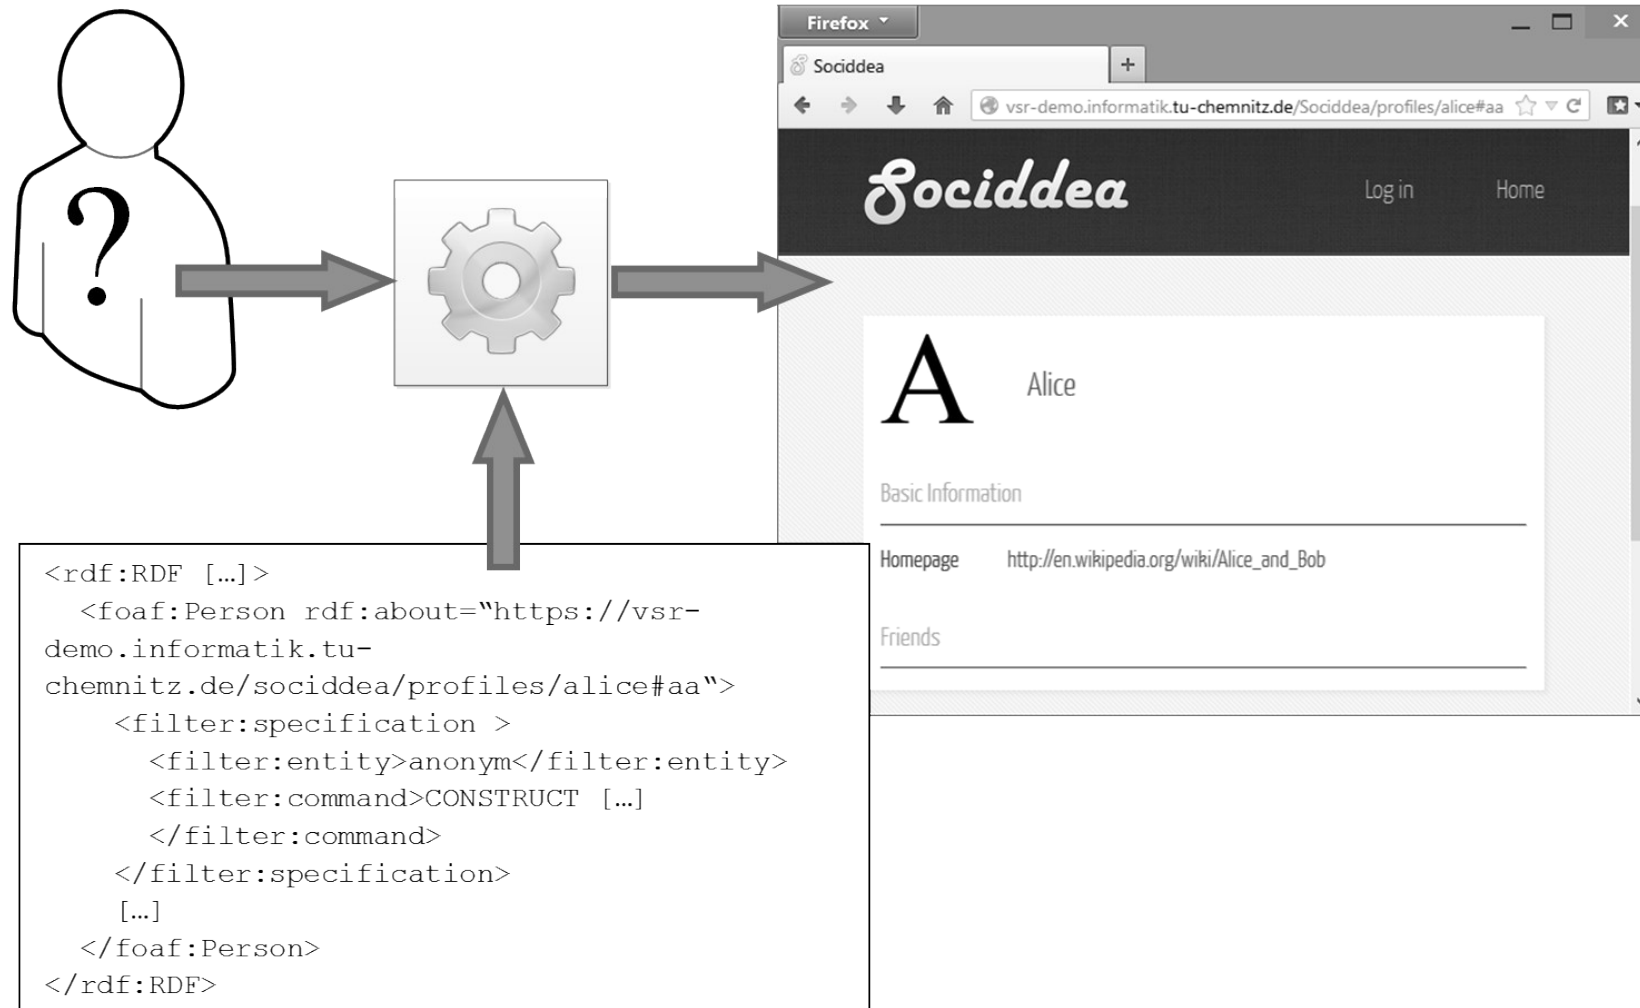 ?
Firefox
Sociddea
+
vsr-demo.informatik.tu-chemnitz.de/Sociddea/profiles/alice#aa
Sociddea
Log in Home
A
Alice
Basic Information
Homepage http://en.wikipedia.org/wiki/Alice_and_Bob
Friends
<rdf:RDF […]>
<foaf:Person rdf:about=“https://vsr-
demo.informatik.tu-
chemnitz.de/sociddea/profiles/alice#aa“>
<filter:specification >
<filter:entity>anonym</filter:entity>
<filter:command>CONSTRUCT […]
</filter:command>
</filter:specification>
[…]
</foaf:Person>
</rdf:RDF>